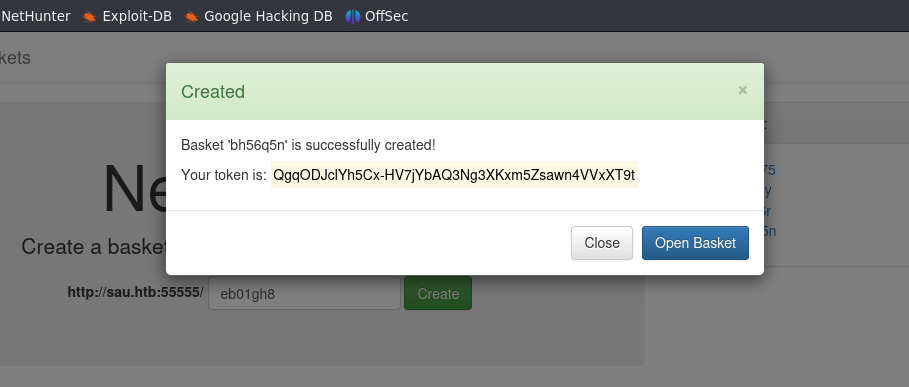 NetHunter Exploit-DB Google Hacking DB OffSec
kets
Created ×
Basket 'bh56q5n' is successfully created!
Your token is: QgqODJclYh5Cx-HV7jYbAQ3Ng3XKxm5Zsawn4VVxXT9t
Close Open Basket
Ne
Create a basket
http://sau.htb:55555/ eb01gh8 Create
:
75
y
r
5n